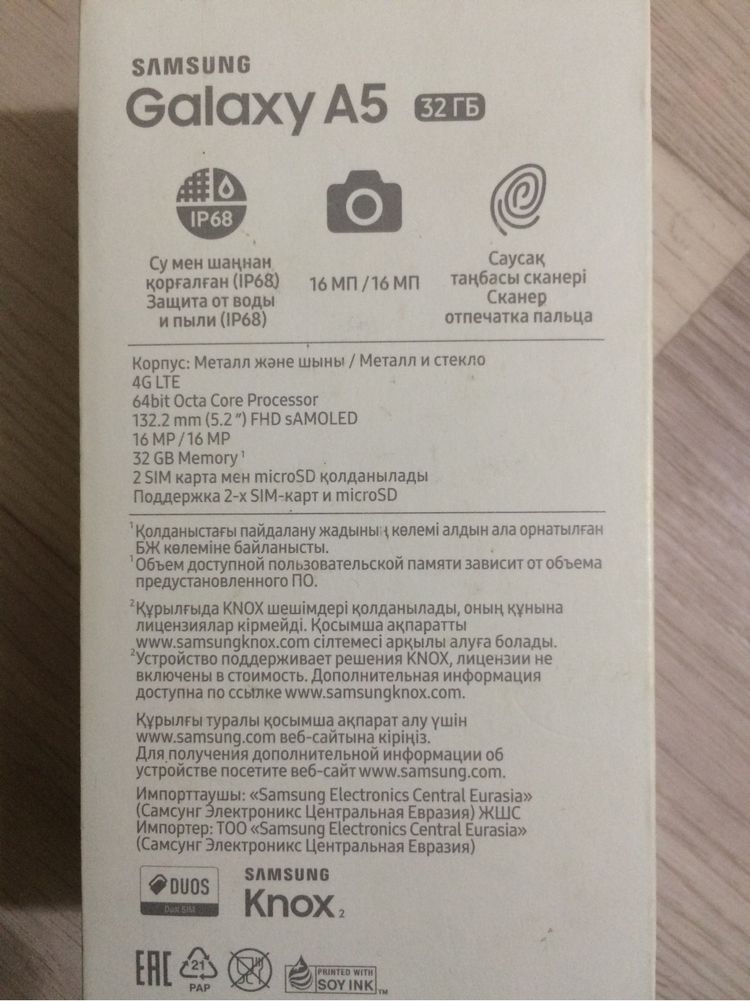 SAMSUNG
Galaxy A5 32 ГБ
IP68
Су мен шаңнан
қорғалған (IP68)
Защита от воды
и пыли (IP68)
16 МП / 16 МП
Саусақ
таңбасы сканері
Сканер
отпечатка пальца
Корпус: Металл және шыны / Металл и стекло
4G LTE
64bit Octa Core Processor
132.2 mm (5.2") FHD sAMOLED
16 MP / 16 MP
32 GB Memory ¹
2 SIM карта мен microSD қолданылады
Поддержка 2-х SIM-карт и microSD
¹Қолданыстағы пайдалану жадының көлемі алдын ала орнатылған
БЖ көлеміне байланысты.
¹Объем доступной пользовательской памяти зависит от объема
предустановленного ПО.
²Құрылғыда KNOX шешімдері қолданылады, оның құнына
лицензиялар кірмейді. Қосымша ақпаратты
www.samsungknox.com сілтемесі арқылы алуға болады.
²Устройство поддерживает решения KNOX, лицензии не
включены в стоимость. Дополнительная информация
доступна по ссылке www.samsungknox.com.
Құрылғы туралы қосымша ақпарат алу үшін
www.samsung.com веб-сайтына кіріңіз.
Для получения дополнительной информации об
устройстве посетите веб-сайт www.samsung.com.
Импорттаушы: «Samsung Electronics Central Eurasia»
(Самсунг Электроникс Центральная Евразия) ЖШС
Импортер: ТОО «Samsung Electronics Central Eurasia»
(Самсунг Электроникс Центральная Евразия)
DUOS
Dual SIM
SAMSUNG
Knox 2
EAC
21
PAP
PRINTED WITH
SOY INK™